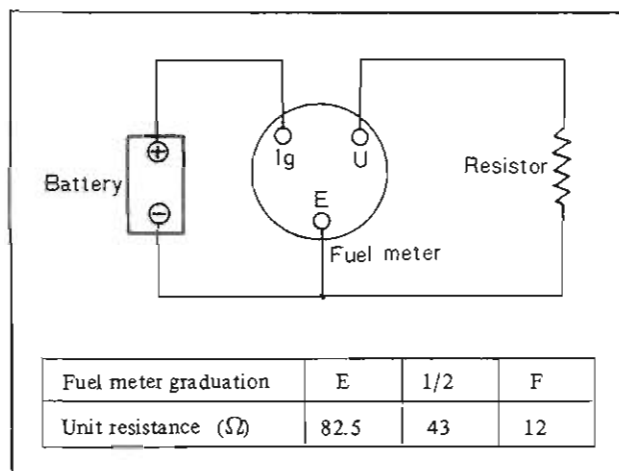 Ig
U
Battery
Resistor
E
Fuel meter
Fuel meter graduation E 1/2 F
Unit resistance (Ω) 82.5 43 12